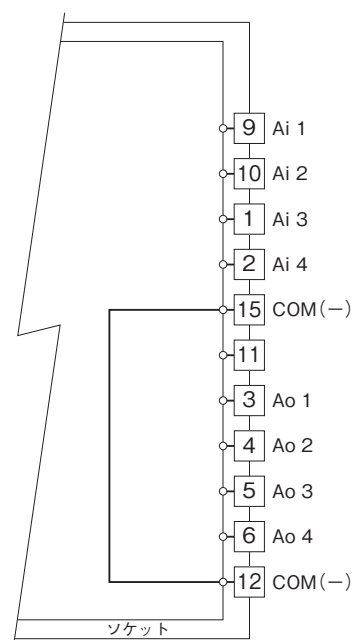 9 Ai 1
10 Ai 2
1 Ai 3
2 Ai 4
15 COM(−)
11
3 Ao 1
4 Ao 2
5 Ao 3
6 Ao 4
12 COM(−)
ソケット